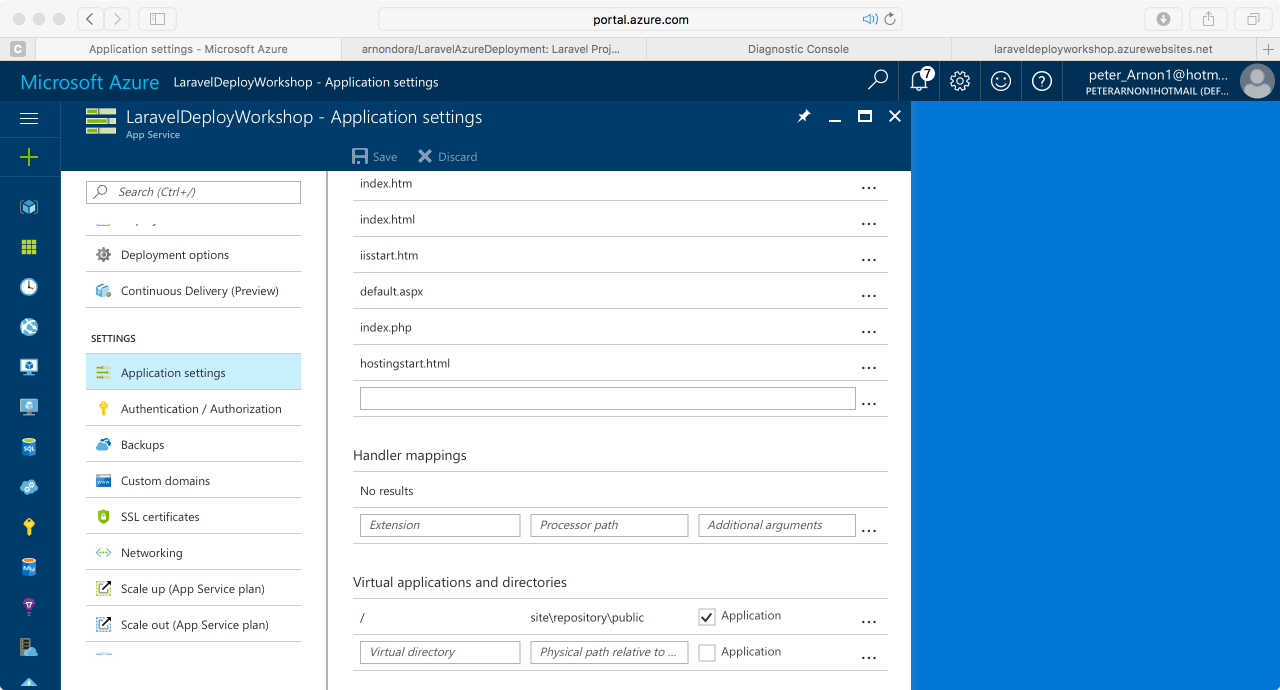 portal.azure.com
C
Application settings - Microsoft Azure
arnondora/LaravelAzureDeployment: Laravel Proj...
Diagnostic Console
laraveldeployworkshop.azurewebsites.net
Microsoft Azure
LaravelDeployWorkshop - Application settings
7
peter_Arnon1@hotm...
PETERARNON1HOTMAIL (DEF...
LaravelDeployWorkshop - Application settings
App Service
Save
Discard
Search (Ctrl+/)
Deployment options
Continuous Delivery (Preview)
SETTINGS
Application settings
Authentication / Authorization
Backups
Custom domains
SSL certificates
Networking
Scale up (App Service plan)
Scale out (App Service plan)
index.htm
...
index.html
...
iisstart.htm
...
default.aspx
...
index.php
...
hostingstart.html
...
...
Handler mappings
No results
Extension
Processor path
Additional arguments
...
Virtual applications and directories
/
site\repository\public
Application
...
Virtual directory
Physical path relative to ...
Application
...
SQL
My